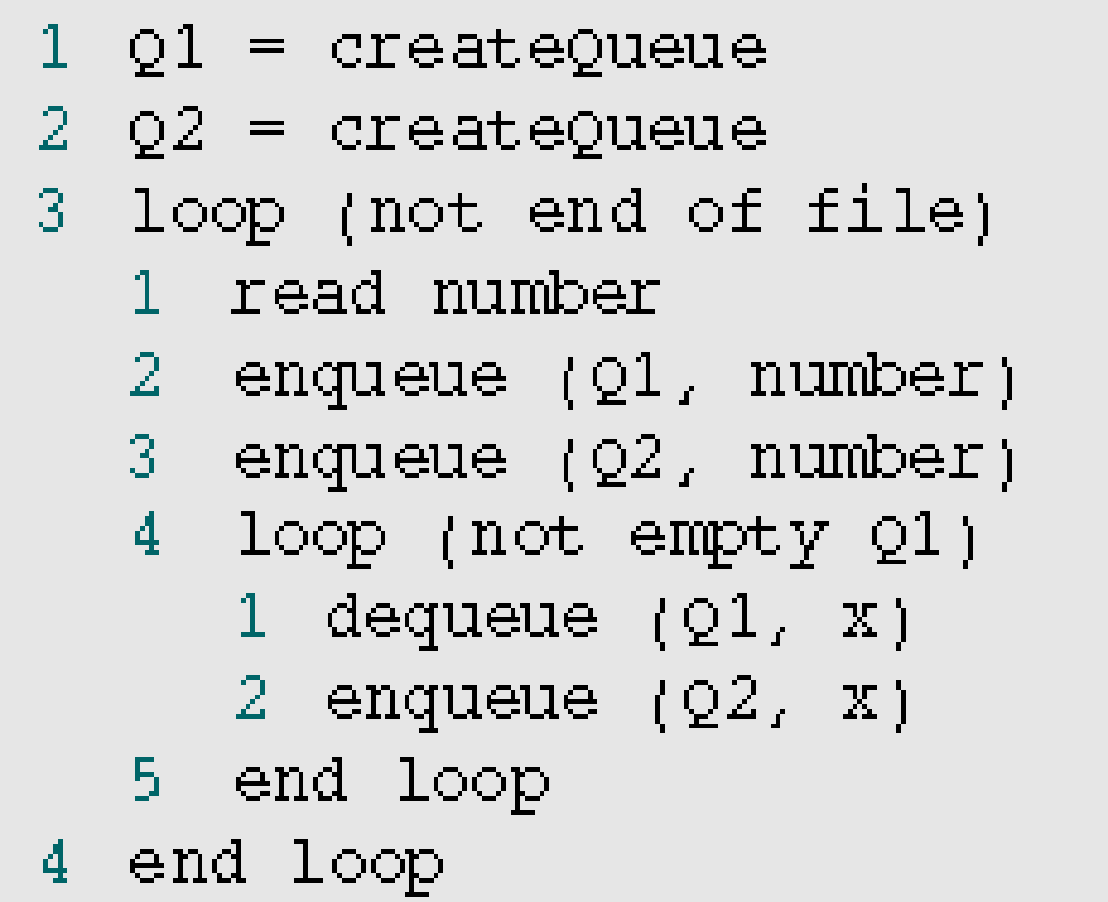 1 Q1 = createQueue
2 Q2 = createQueue
3 loop (not end of file)
1 read number
2 enqueue (Q1, number)
3 enqueue (Q2, number)
4 loop (not empty Q1)
1 dequeue (Q1, x)
2 enqueue (Q2, x)
5 end loop
4 end loop